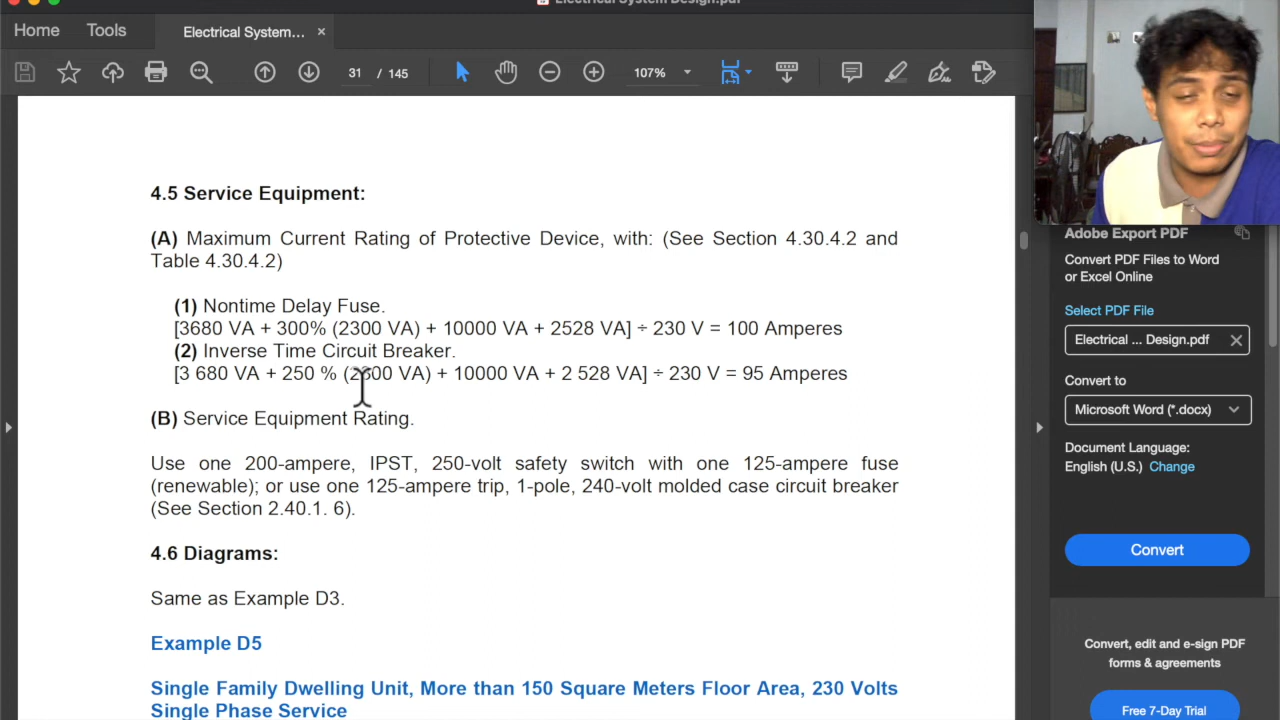 Electrical System Design.pdf
Home Tools Electrical System... ×
31 / 145 107%
4.5 Service Equipment:
(A) Maximum Current Rating of Protective Device, with: (See Section 4.30.4.2 and
Table 4.30.4.2)
(1) Nontime Delay Fuse.
[3680 VA + 300% (2300 VA) + 10000 VA + 2528 VA] ÷ 230 V = 100 Amperes
(2) Inverse Time Circuit Breaker.
[3 680 VA + 250 % (2300 VA) + 10000 VA + 2 528 VA] ÷ 230 V = 95 Amperes
(B) Service Equipment Rating.
Use one 200-ampere, IPST, 250-volt safety switch with one 125-ampere fuse
(renewable); or use one 125-ampere trip, 1-pole, 240-volt molded case circuit breaker
(See Section 2.40.1. 6).
4.6 Diagrams:
Same as Example D3.
Example D5
Single Family Dwelling Unit, More than 150 Square Meters Floor Area, 230 Volts
Single Phase Service
Adobe Export PDF
Convert PDF Files to Word
or Excel Online
Select PDF File
Electrical ... Design.pdf
Convert to
Microsoft Word (*.docx)
Document Language:
English (U.S.) Change
Convert
Convert, edit and e-sign PDF
forms & agreements
Free 7-Day Trial